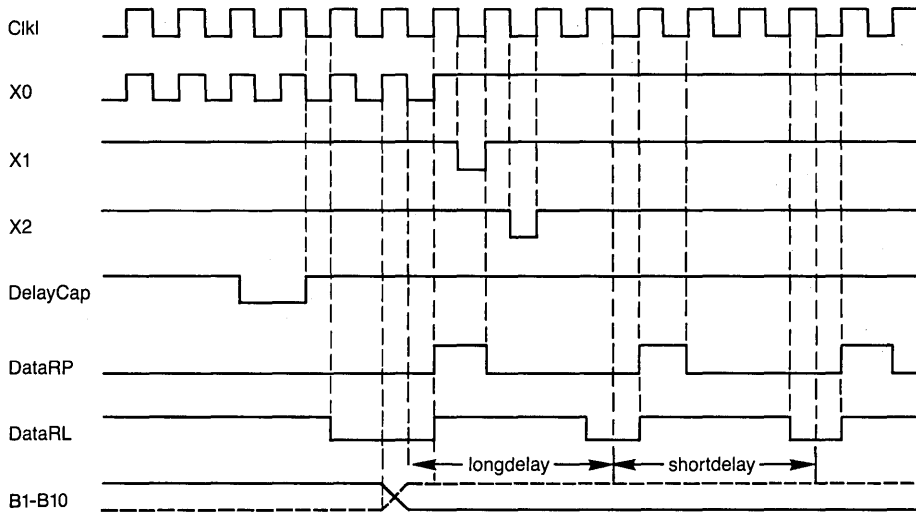 Clkl
X0
X1
X2
DelayCap
DataRP
DataRL
longdelay
shortdelay
B1-B10